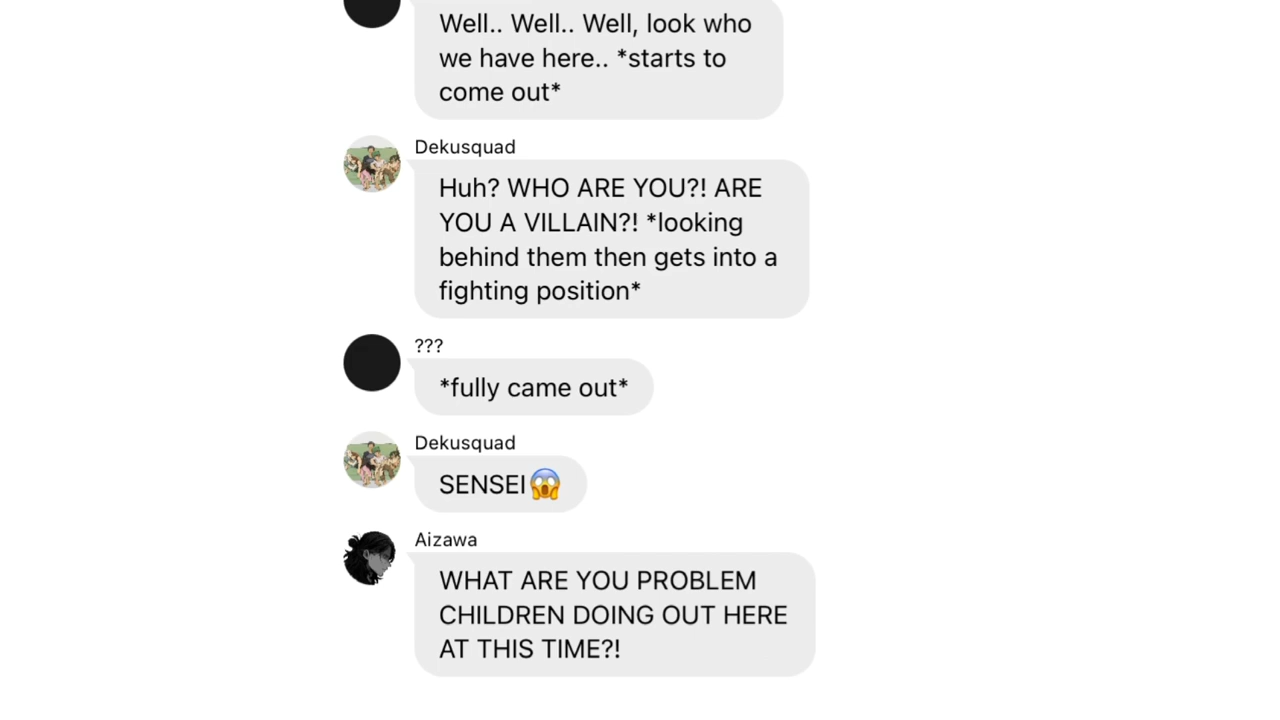 Well.. Well.. Well, look who
we have here.. *starts to
come out*
Dekusquad
Huh? WHO ARE YOU?! ARE
YOU A VILLAIN?! *looking
behind them then gets into a
fighting position*
???
*fully came out*
Dekusquad
SENSEI😱
Aizawa
WHAT ARE YOU PROBLEM
CHILDREN DOING OUT HERE
AT THIS TIME?!